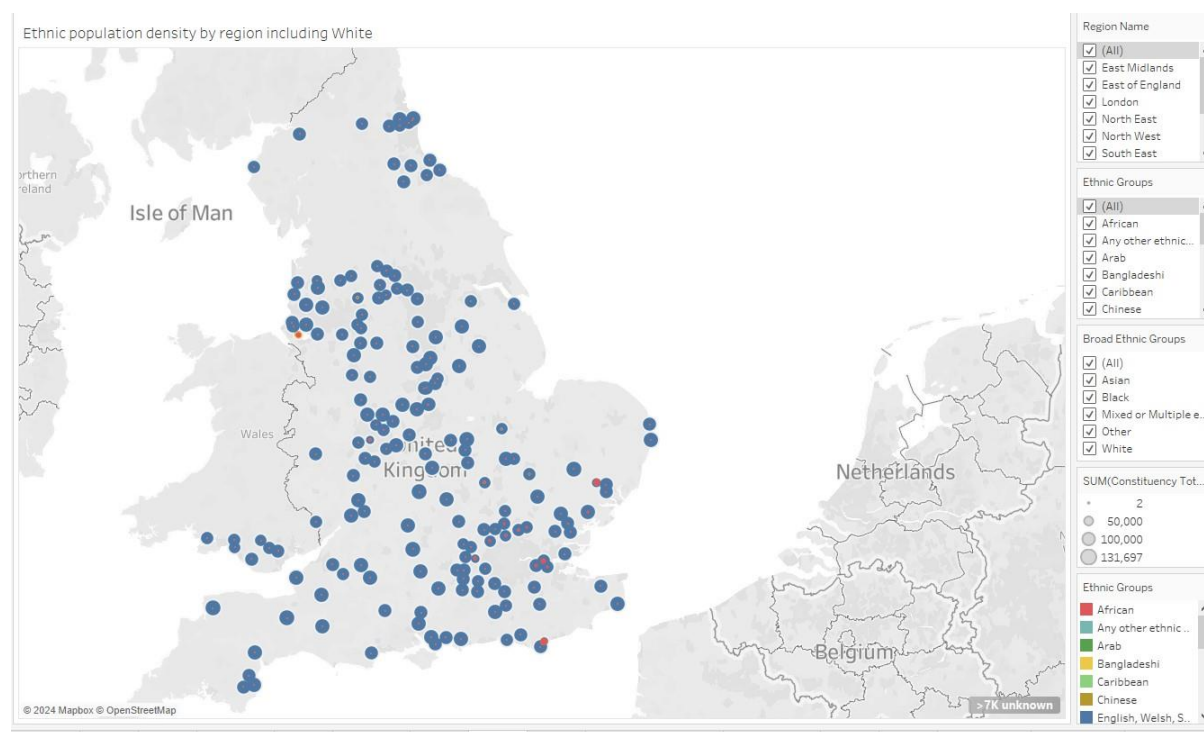 Ethnic population density by region including White
Isle of Man
Wales
Kingdom
Netherlands
Belgium
© 2024 Mapbox © OpenStreetMap
>7K unknown
Region Name
(All)
East Midlands
East of England
London
North East
North West
South East
Ethnic Groups
(All)
African
Any other ethnic...
Arab
Bangladeshi
Caribbean
Chinese
Broad Ethnic Groups
(All)
Asian
Black
Mixed or Multiple e...
Other
White
SUM(Constituency Tot...
2
50,000
100,000
131,697
Ethnic Groups
African
Any other ethnic ..
Arab
Bangladeshi
Caribbean
Chinese
English, Welsh, S..